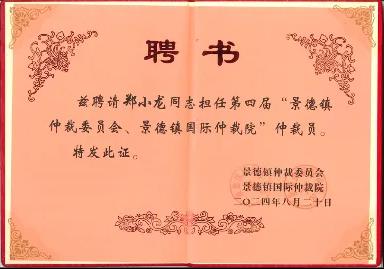 聘书
兹聘请郑小龙同志担任第四届“景德镇
仲裁委员会、景德镇国际仲裁院”仲裁员。
特发此证。
景德镇仲裁委员会
景德镇国际仲裁院
二〇二四年八月二十日